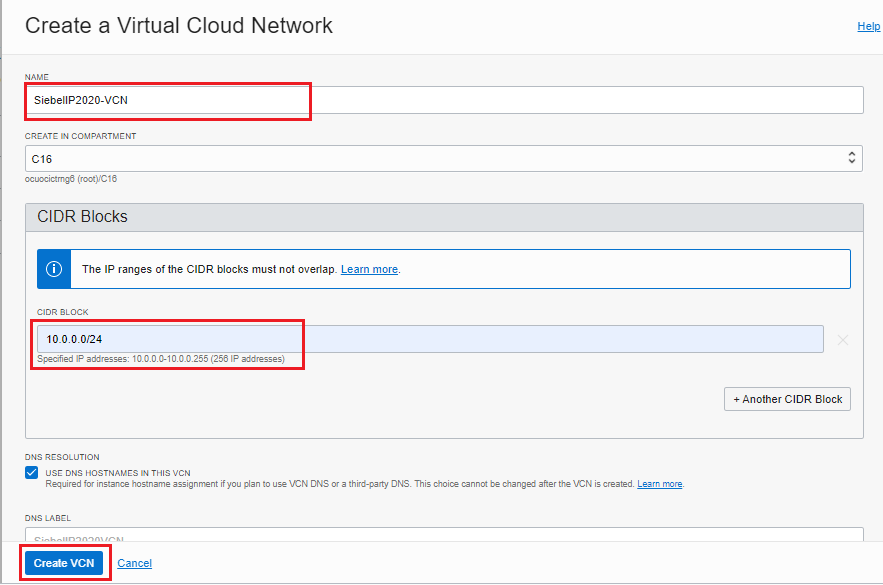 Create a Virtual Cloud Network
Help
NAME
SiebelIP2020-VCN
CREATE IN COMPARTMENT
C16
ocuocictrng6 (root)/C16
CIDR Blocks
The IP ranges of the CIDR blocks must not overlap. Learn more.
CIDR BLOCK
10.0.0.0/24
Specified IP addresses: 10.0.0.0-10.0.0.255 (256 IP addresses)
+ Another CIDR Block
DNS RESOLUTION
USE DNS HOSTNAMES IN THIS VCN
Required for instance hostname assignment if you plan to use VCN DNS or a third-party DNS. This choice cannot be changed after the VCN is created. Learn more.
DNS LABEL
SiebelIP2020VCN
Create VCN
Cancel